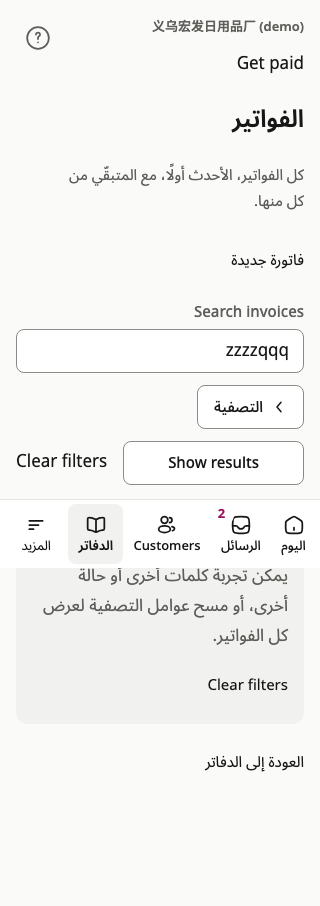 义乌宏发日用品厂 (demo)
Get paid
الفواتير
كل الفواتير، الأحدث أولًا، مع المتبقّي من
كل منها.
فاتورة جديدة
Search invoices
zzzzqqq
التصفية
Show results
Clear filters
اليوم
الرسائل
2
Customers
الدفاتر
المزيد
يمكن تجربة كلمات أخرى أو حالة
أخرى، أو مسح عوامل التصفية لعرض
كل الفواتير.
Clear filters
العودة إلى الدفاتر